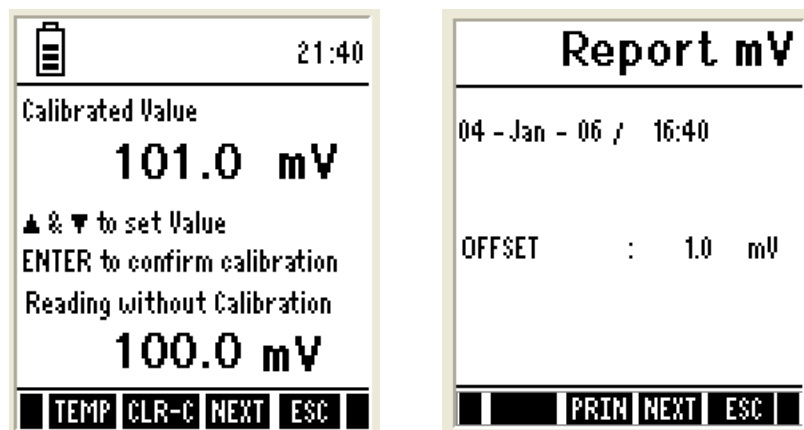 21:40
Calibrated Value
101.0 mV
▲ & ▼ to set Value
ENTER to confirm calibration
Reading without Calibration
100.0 mV
TEMP CLR-C NEXT ESC
Report mV
04 - Jan - 06 / 16:40
OFFSET : 1.0 mV
PRIN NEXT ESC